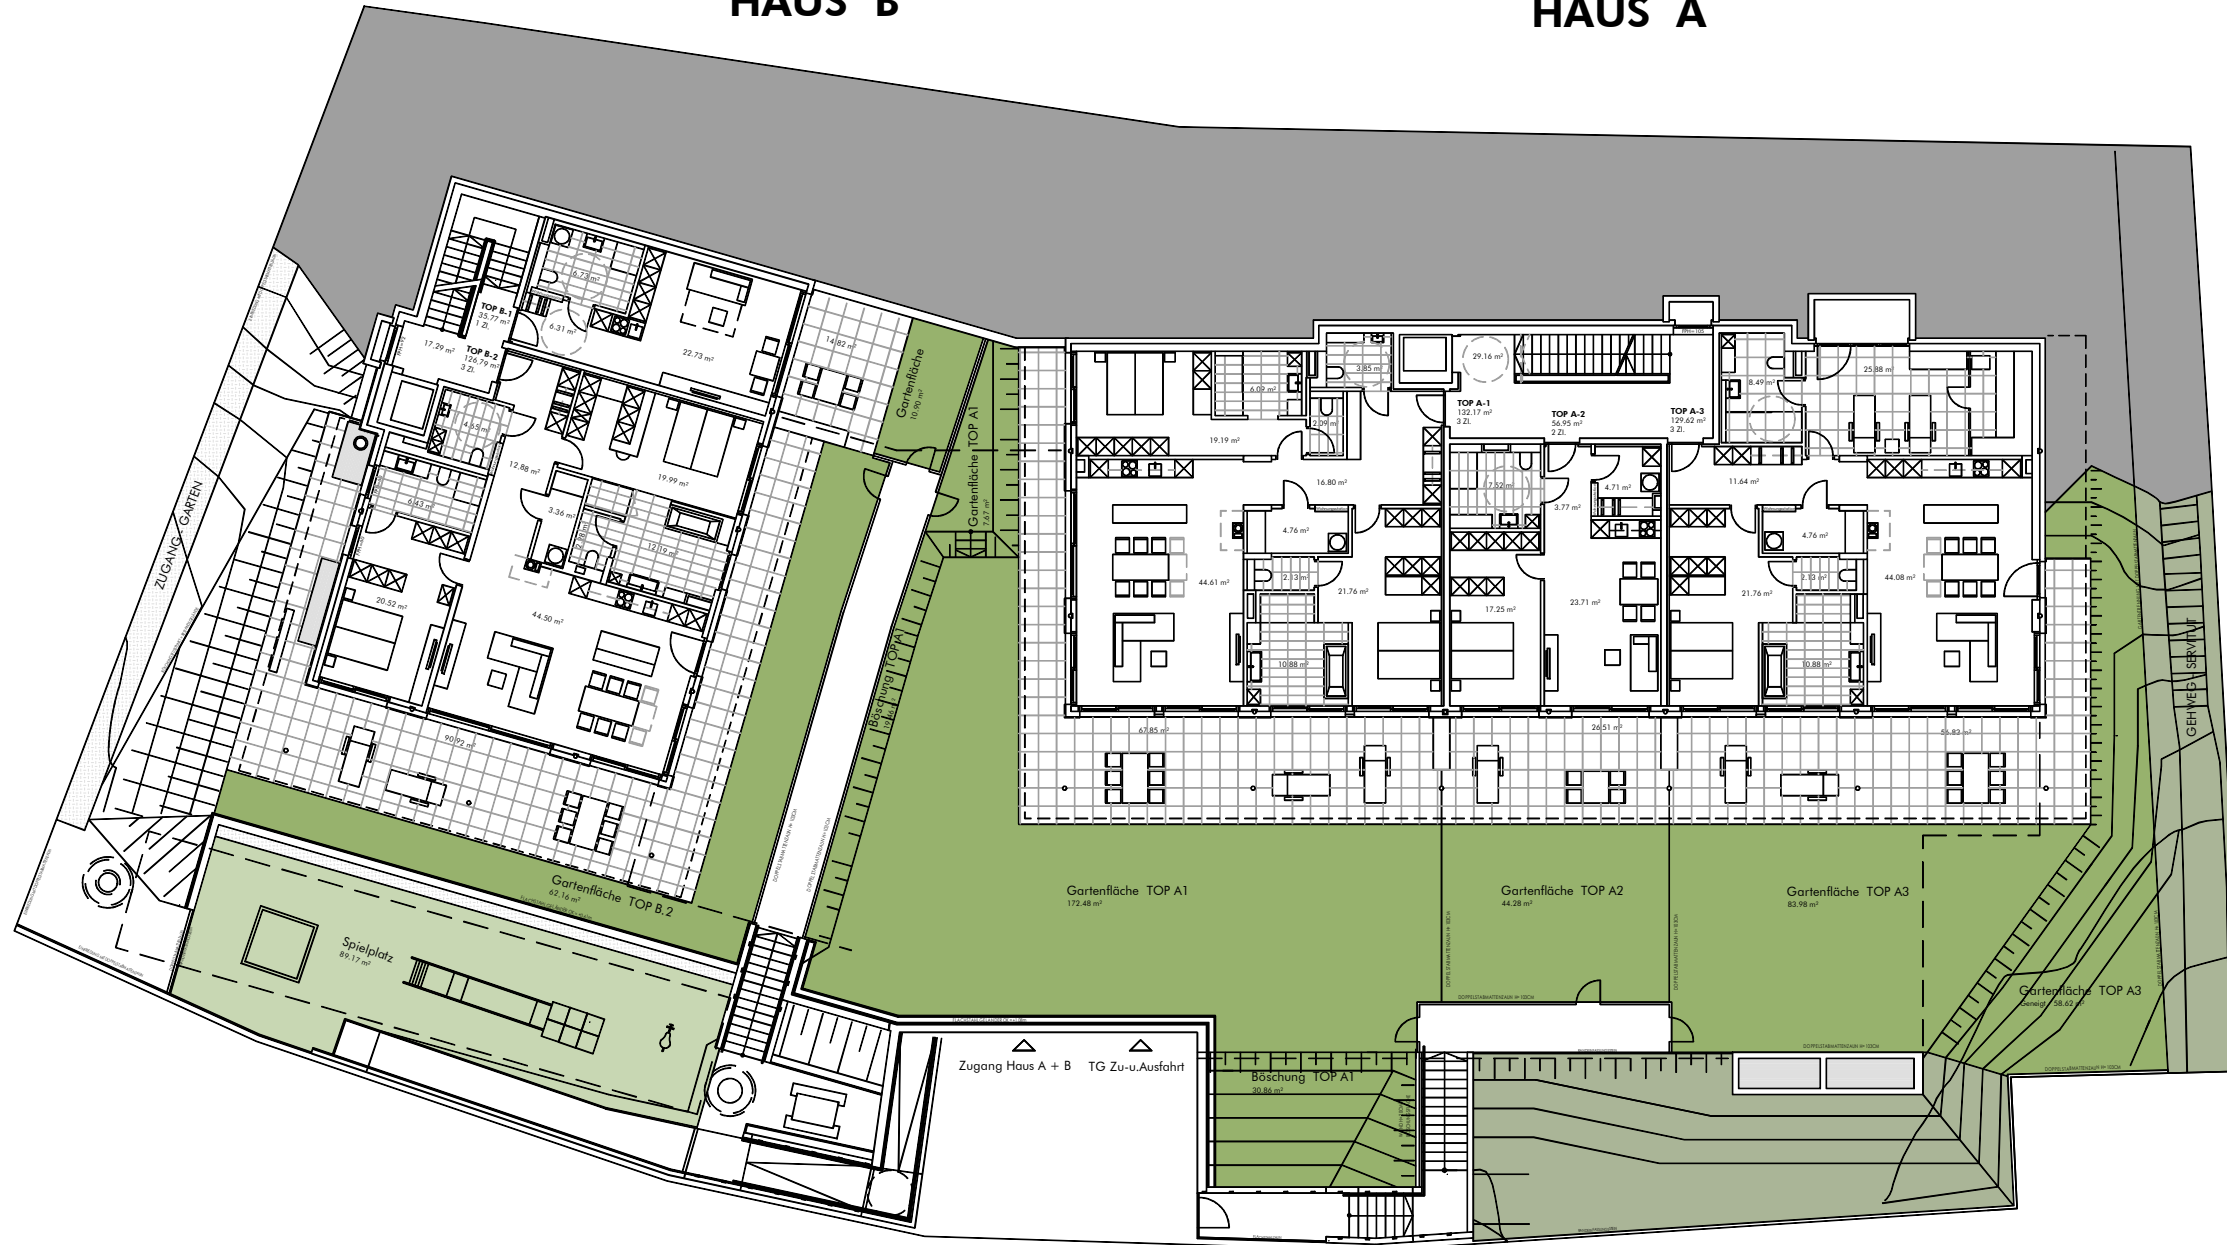 HAUS B
HAUS A
ZUGANG - GARTEN
TOP B-1
35.77 m²
1 ZI.
TOP B-2
126.79 m²
3 ZI.
17.29 m²
6.73 m²
6.31 m²
22.73 m²
14.82 m²
4.65 m²
12.88 m²
19.99 m²
6.43 m²
3.36 m²
12.19 m²
20.52 m²
44.50 m²
90.92 m²
Gartenfläche
10.90 m²
Gartenfläche TOP A1
7.67 m²
Böschung TOP A1
Gartenfläche TOP B.2
62.16 m²
Spielplatz
89.17 m²
TOP A-1
132.17 m²
3 ZI.
TOP A-2
56.95 m²
2 ZI.
TOP A-3
129.62 m²
3 ZI.
29.16 m²
3.85 m²
6.09 m²
2.09 m²
19.19 m²
16.80 m²
4.76 m²
44.61 m²
2.13 m²
21.76 m²
10.88 m²
7.52 m²
3.77 m²
4.71 m²
17.25 m²
23.71 m²
8.49 m²
25.88 m²
11.64 m²
4.76 m²
2.13 m²
21.76 m²
44.08 m²
10.88 m²
67.85 m²
26.51 m²
56.83 m²
GEHWEG - SERVITUT
Gartenfläche TOP A1
172.48 m²
Gartenfläche TOP A2
44.28 m²
Gartenfläche TOP A3
83.98 m²
Gartenfläche TOP A3
Geneigt 58.62 m²
DOPPELSTABMATTENZAUN H= 103CM
DOPPELSTABMATTENZAUN H= 103CM
DOPPELSTABMATTENZAUN H= 103CM
DOPPELSTABMATTENZAUN H= 103CM
DOPPELSTABMATTENZAUN H= 103CM
Zugang Haus A + B
TG Zu-u.Ausfahrt
Böschung TOP A1
30.86 m²